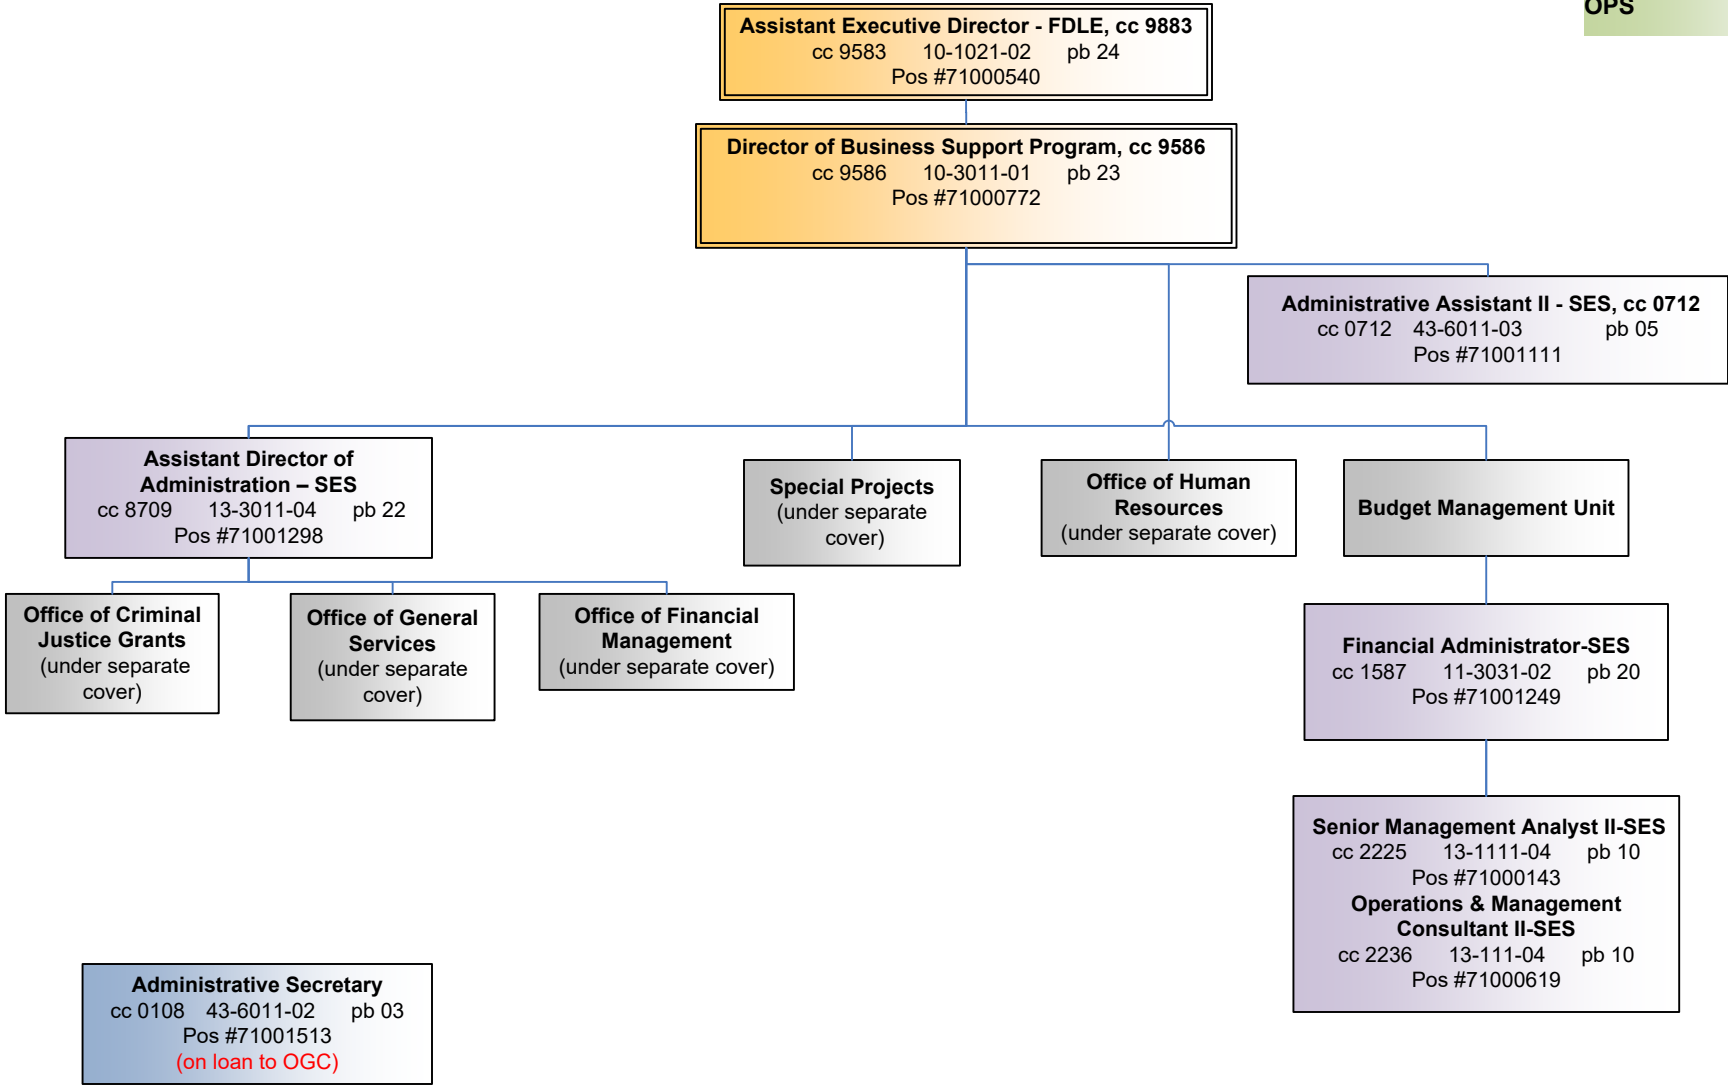 OPS
Assistant Executive Director - FDLE, cc 9883
cc 9583 10-1021-02 pb 24
Pos #71000540
Director of Business Support Program, cc 9586
cc 9586 10-3011-01 pb 23
Pos #71000772
Administrative Assistant II - SES, cc 0712
cc 0712 43-6011-03 pb 05
Pos #71001111
Assistant Director of
Administration – SES
cc 8709 13-3011-04 pb 22
Pos #71001298
Special Projects
(under separate
cover)
Office of Human
Resources
(under separate cover)
Budget Management Unit
Office of Criminal
Justice Grants
(under separate
cover)
Office of General
Services
(under separate
cover)
Office of Financial
Management
(under separate cover)
Financial Administrator-SES
cc 1587 11-3031-02 pb 20
Pos #71001249
Senior Management Analyst II-SES
cc 2225 13-1111-04 pb 10
Pos #71000143
Operations & Management
Consultant II-SES
cc 2236 13-111-04 pb 10
Pos #71000619
Administrative Secretary
cc 0108 43-6011-02 pb 03
Pos #71001513
(on loan to OGC)